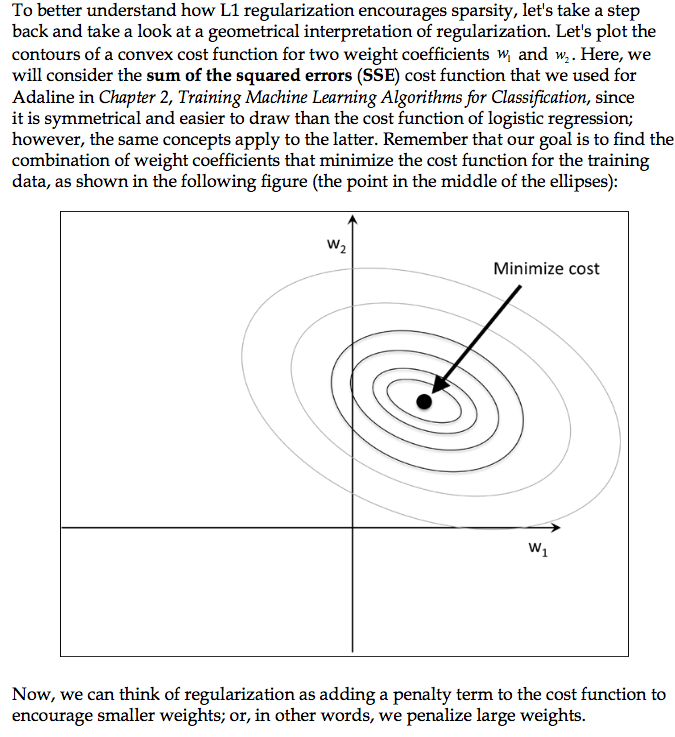 To better understand how L1 regularization encourages sparsity, let's take a step
back and take a look at a geometrical interpretation of regularization. Let's plot the
contours of a convex cost function for two weight coefficients w₁ and w₂. Here, we
will consider the sum of the squared errors (SSE) cost function that we used for
Adaline in Chapter 2, Training Machine Learning Algorithms for Classification, since
it is symmetrical and easier to draw than the cost function of logistic regression;
however, the same concepts apply to the latter. Remember that our goal is to find the
combination of weight coefficients that minimize the cost function for the training
data, as shown in the following figure (the point in the middle of the ellipses):
w₂
Minimize cost
w₁
Now, we can think of regularization as adding a penalty term to the cost function to
encourage smaller weights; or, in other words, we penalize large weights.